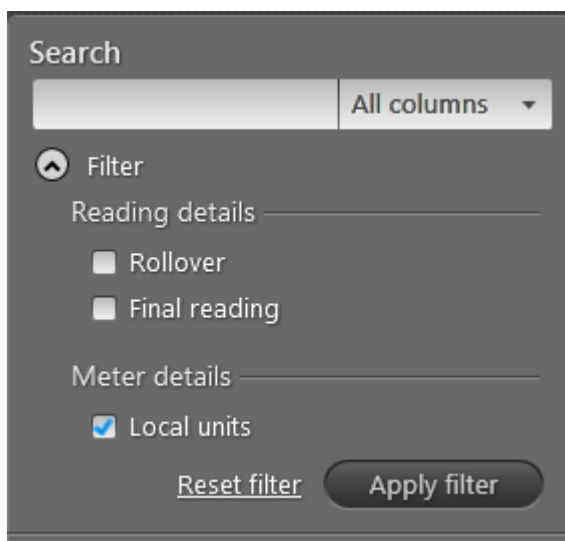 Search
All columns
Filter
Reading details
Rollover
Final reading
Meter details
Local units
Reset filter Apply filter